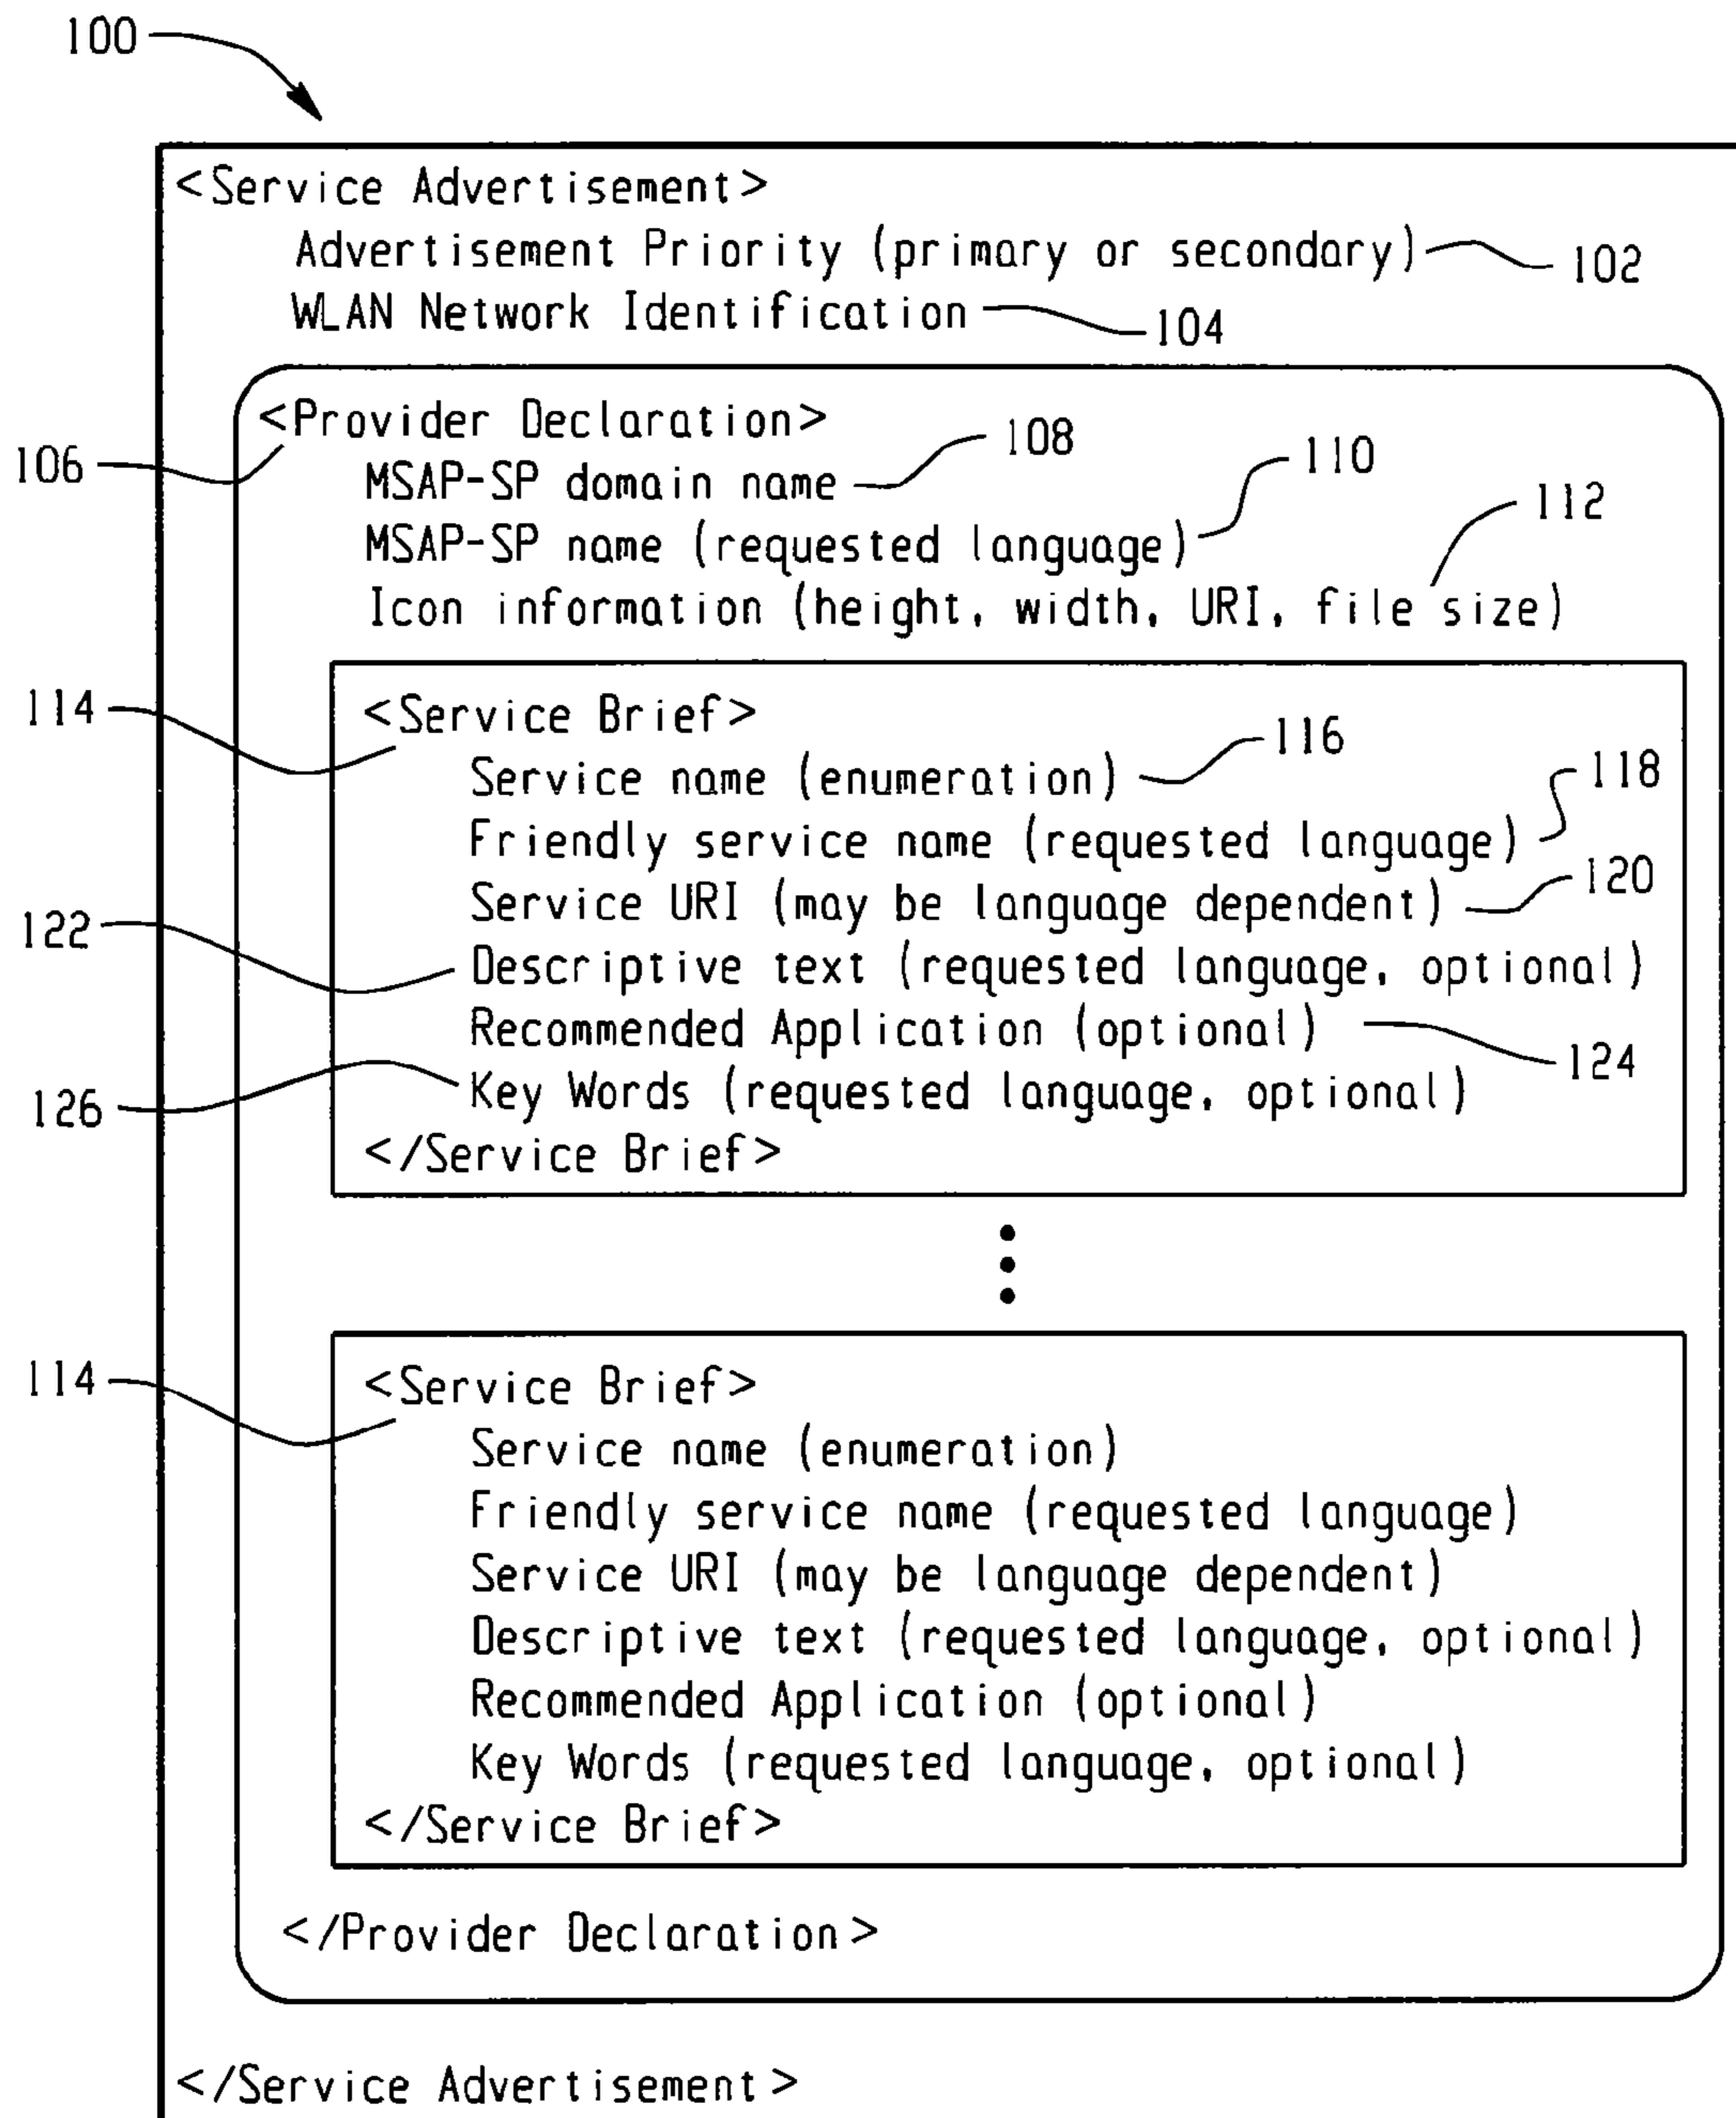 100
<Service Advertisement>
Advertisement Priority (primary or secondary) 102
WLAN Network Identification 104
<Provider Declaration>
106
MSAP-SP domain name 108
MSAP-SP name (requested language) 110
Icon information (height, width, URI, file size) 112
114
<Service Brief>
Service name (enumeration) 116
Friendly service name (requested language) 118
Service URI (may be language dependent) 120
122 Descriptive text (requested language, optional)
Recommended Application (optional) 124
126 Key Words (requested language, optional)
</Service Brief>
114
<Service Brief>
Service name (enumeration)
Friendly service name (requested language)
Service URI (may be language dependent)
Descriptive text (requested language, optional)
Recommended Application (optional)
Key Words (requested language, optional)
</Service Brief>
</Provider Declaration>
</Service Advertisement>